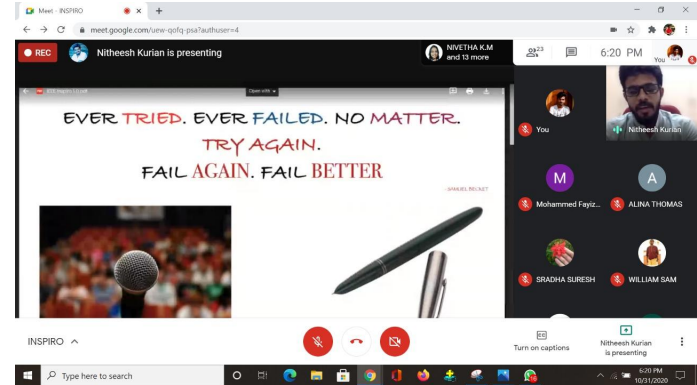 Meet - INSPIRO
meet.google.com/uew-qofq-psa?authuser=4
REC
Nitheesh Kurian is presenting
NIVETHA K.M
and 13 more
23
6:20 PM
You
Open with
EVER TRIED. EVER FAILED. NO MATTER.
TRY AGAIN.
FAIL AGAIN. FAIL BETTER
-SAMUEL BECKET
You
Nitheesh Kurian
M
A
Mohammed Fayiz...
ALINA THOMAS
SRADHA SURESH
WILLIAM SAM
INSPIRO
CC
Turn on captions
Nitheesh Kurian
is presenting
Type here to search
6:20 PM
10/31/2020